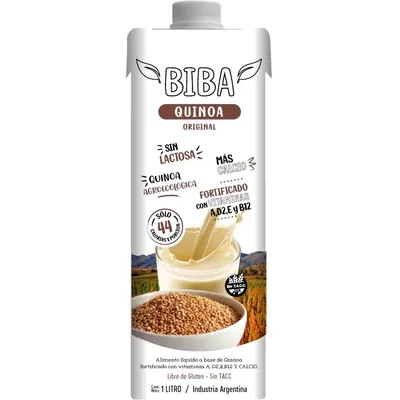 BIBA
QUINOA
ORIGINAL
SIN
LACTOSA
MÁS
CALCIO
QUINOA
AGROECOLÓGICA
FORTIFICADO
CON VITAMINAS
A,D2,E y B12
SOLO
44
CALORÍAS X PORCIÓN
Sin T.A.C.C.
Alimento líquido a base de Quinoa
fortificado con vitaminas A, D2,E,B12 Y CALCIO
Libre de Gluten - Sin TACC
1 LITRO / Industria Argentina